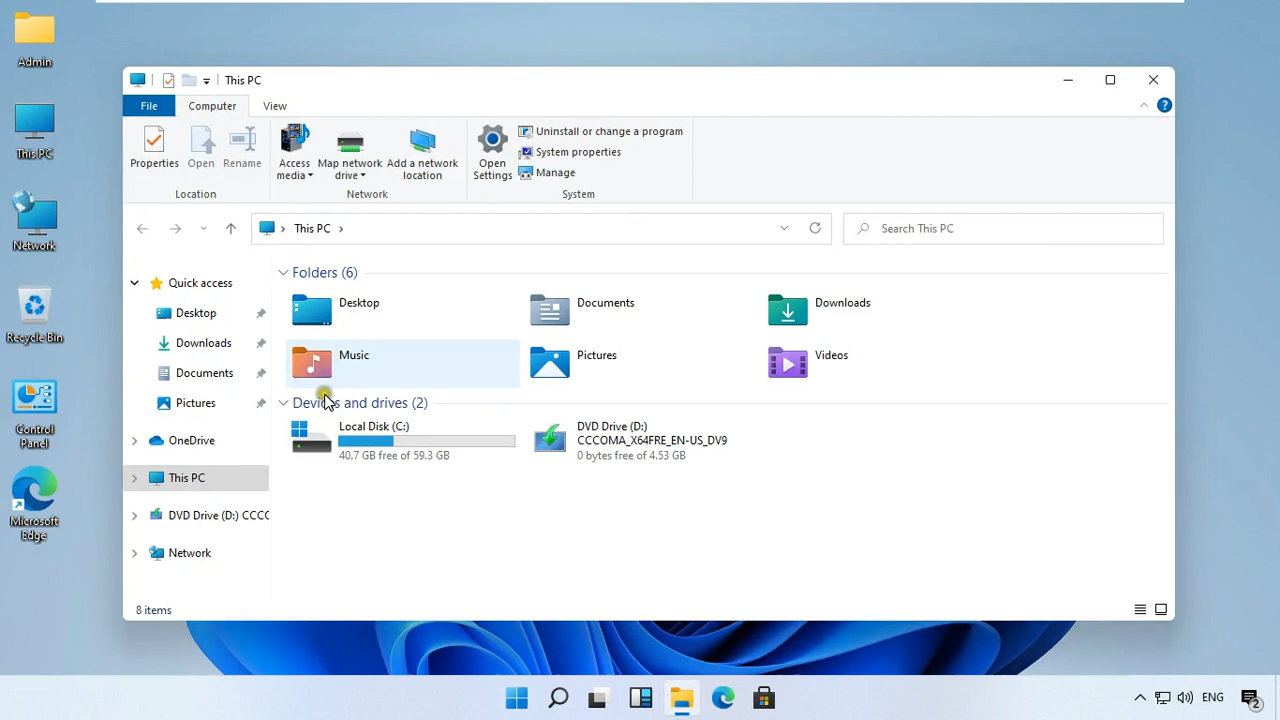 Admin
This PC
Network
Recycle Bin
Control
Panel
Microsoft
Edge
This PC
File
Computer
View
Properties
Open
Rename
Location
Access
media
Map network
drive
Add a network
location
Network
Open
Settings
Uninstall or change a program
System properties
Manage
System
This PC
Search This PC
Quick access
Desktop
Downloads
Documents
Pictures
OneDrive
This PC
DVD Drive (D:) CCCO
Network
Folders (6)
Desktop
Documents
Downloads
Music
Pictures
Videos
Devices and drives (2)
Local Disk (C:)
40.7 GB free of 59.3 GB
DVD Drive (D:)
CCCOMA_X64FRE_EN-US_DV9
0 bytes free of 4.53 GB
8 items
ENG
2